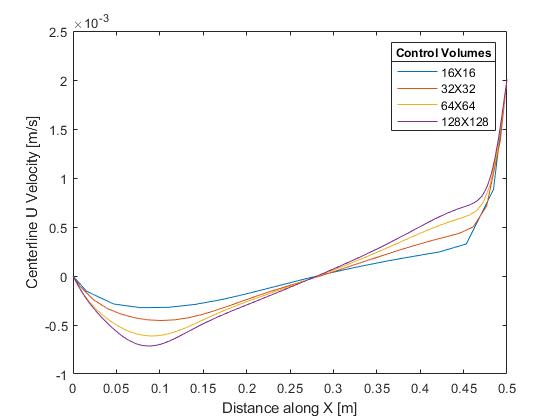 ×10⁻³
2.5
2
1.5
1
0.5
0
-0.5
-1
Centerline U Velocity [m/s]
Control Volumes
16X16
32X32
64X64
128X128
0 0.05 0.1 0.15 0.2 0.25 0.3 0.35 0.4 0.45 0.5
Distance along X [m]